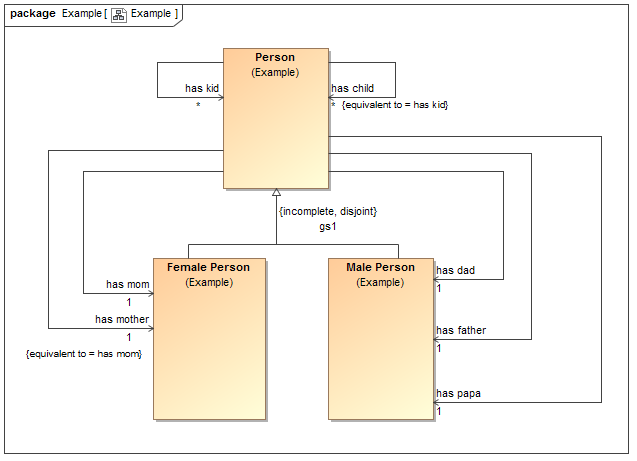 package Example [ Example ]
Person
(Example)
has kid
*
has child
* {equivalent to = has kid}
{incomplete, disjoint}
gs1
Female Person
(Example)
Male Person
(Example)
has mom
1
has mother
1
{equivalent to = has mom}
has dad
1
has father
1
has papa
1